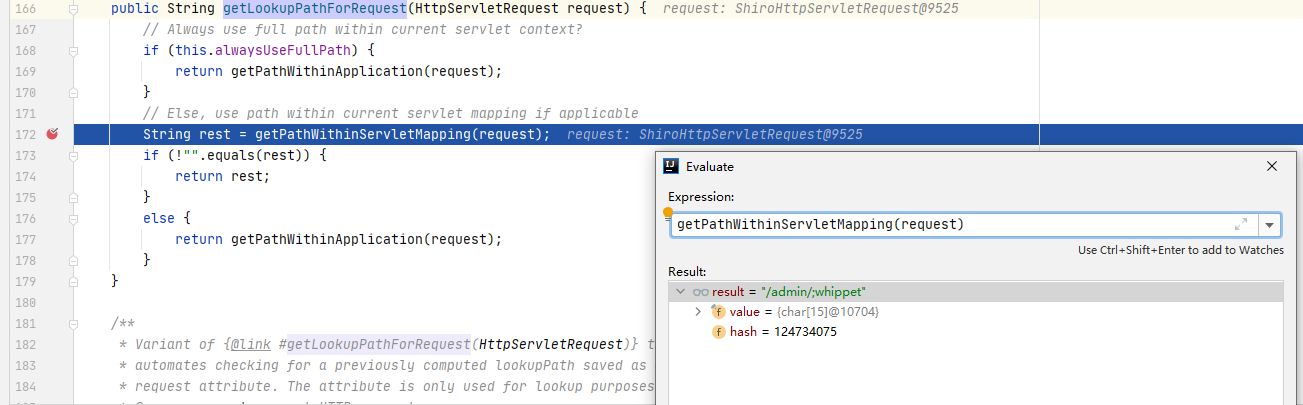 166 public String getLookupPathForRequest(HttpServletRequest request) { request: ShiroHttpServletRequest@9525
167 // Always use full path within current servlet context?
168 if (this.alwaysUseFullPath) {
169 return getPathWithinApplication(request);
170 }
171 // Else, use path within current servlet mapping if applicable
172 String rest = getPathWithinServletMapping(request); request: ShiroHttpServletRequest@9525
173 if (!"".equals(rest)) {
174 return rest;
175 }
176 else {
177 return getPathWithinApplication(request);
178 }
179 }
180
181 /**
182 * Variant of {@link #getLookupPathForRequest(HttpServletRequest)} t
183 * automates checking for a previously computed lookupPath saved as
184 * request attribute. The attribute is only used for lookup purposes
IJ Evaluate
Expression:
getPathWithinServletMapping(request)
Use Ctrl+Shift+Enter to add to Watches
Result:
result = "/admin/;whippet"
f value = {char[15]@10704}
f hash = 124734075